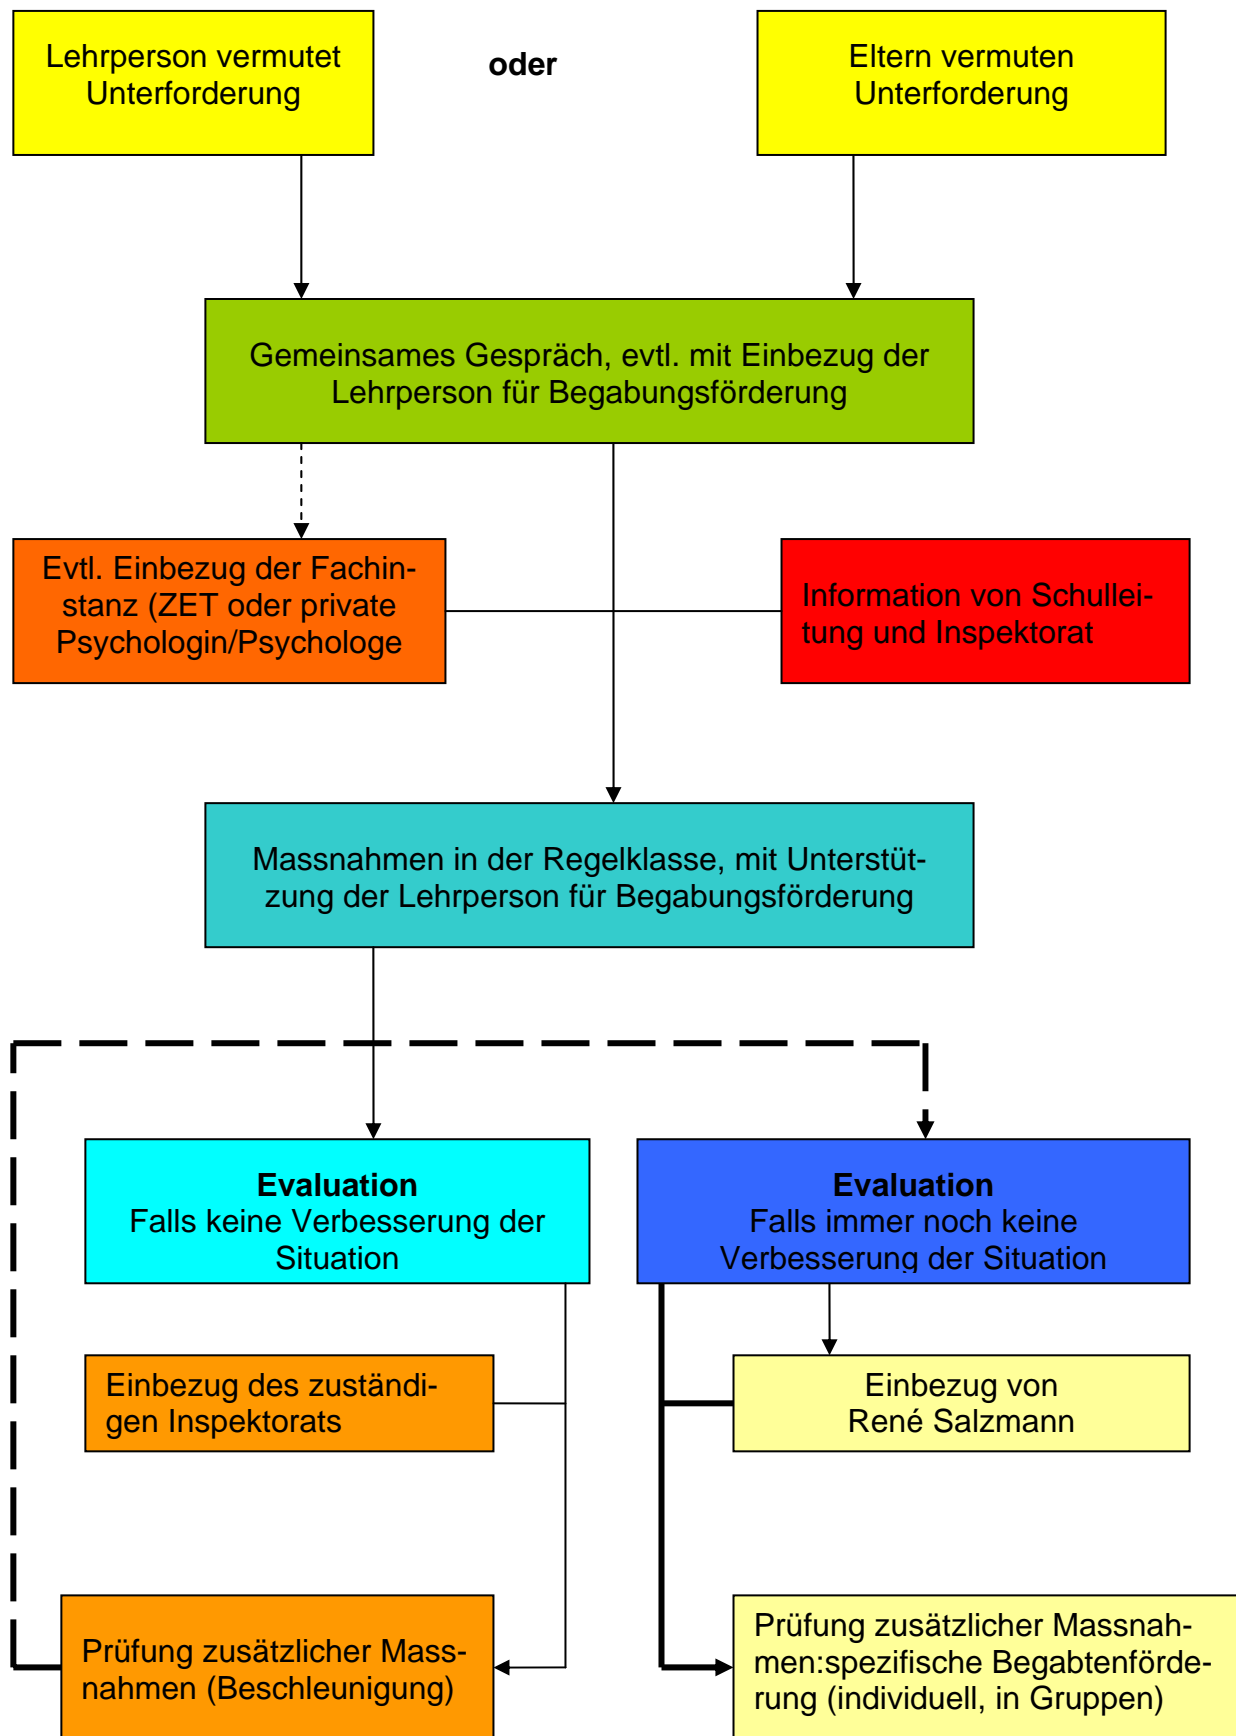 Lehrperson vermutet
Unterforderung
oder
Eltern vermuten
Unterforderung
Gemeinsames Gespräch, evtl. mit Einbezug der
Lehrperson für Begabungsförderung
Evtl. Einbezug der Fachin-
stanz (ZET oder private
Psychologin/Psychologe
Information von Schullei-
tung und Inspektorat
Massnahmen in der Regelklasse, mit Unterstüt-
zung der Lehrperson für Begabungsförderung
Evaluation
Falls keine Verbesserung der
Situation
Evaluation
Falls immer noch keine
Verbesserung der Situation
Einbezug des zuständi-
gen Inspektorats
Einbezug von
René Salzmann
Prüfung zusätzlicher Mass-
nahmen (Beschleunigung)
Prüfung zusätzlicher Massnah-
men:spezifische Begabtenförde-
rung (individuell, in Gruppen)